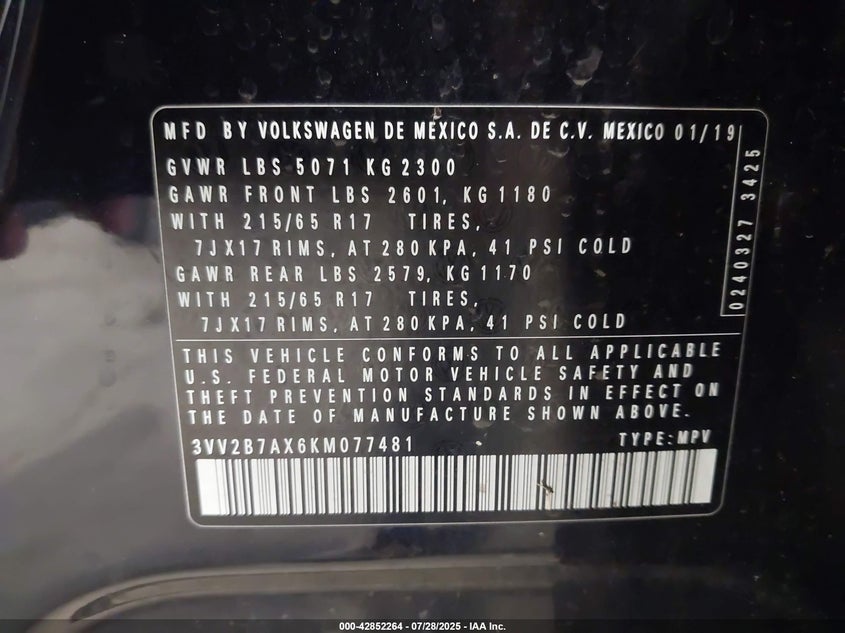 MFD BY VOLKSWAGEN DE MEXICO S.A. DE C.V. MEXICO 01/19
GVWR LBS 5071 KG 2300
GAWR FRONT LBS 2601, KG 1180
WITH 215/65 R17 TIRES,
7JX17 RIMS, AT 280 KPA, 41 PSI COLD
GAWR REAR LBS 2579, KG 1170
WITH 215/65 R17 TIRES,
7JX17 RIMS, AT 280 KPA, 41 PSI COLD
0240327 3425
THIS VEHICLE CONFORMS TO ALL APPLICABLE
U.S. FEDERAL MOTOR VEHICLE SAFETY AND
THEFT PREVENTION STANDARDS IN EFFECT ON
THE DATE OF MANUFACTURE SHOWN ABOVE.
3VV2B7AX6KM077481 TYPE: MPV
000-42852264 - 07/28/2025 - IAA Inc.